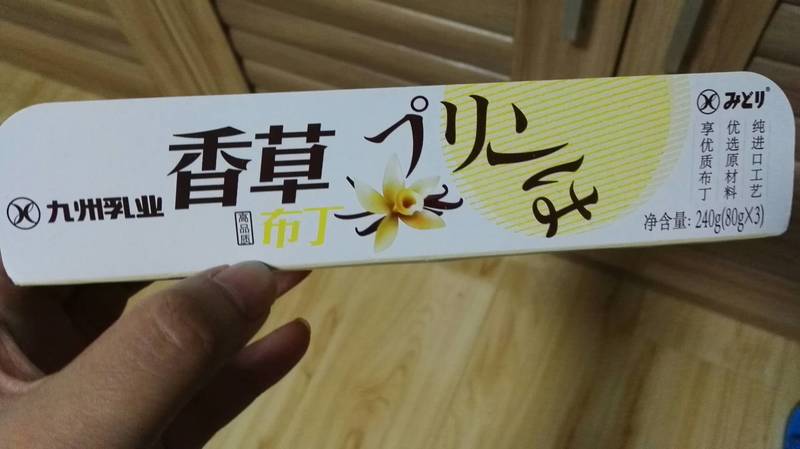 九州乳业
香草
高品质
布丁
プリンは
みとり®
纯进口工艺
优选原材料
享优质布丁
净含量: 240g(80g×3)